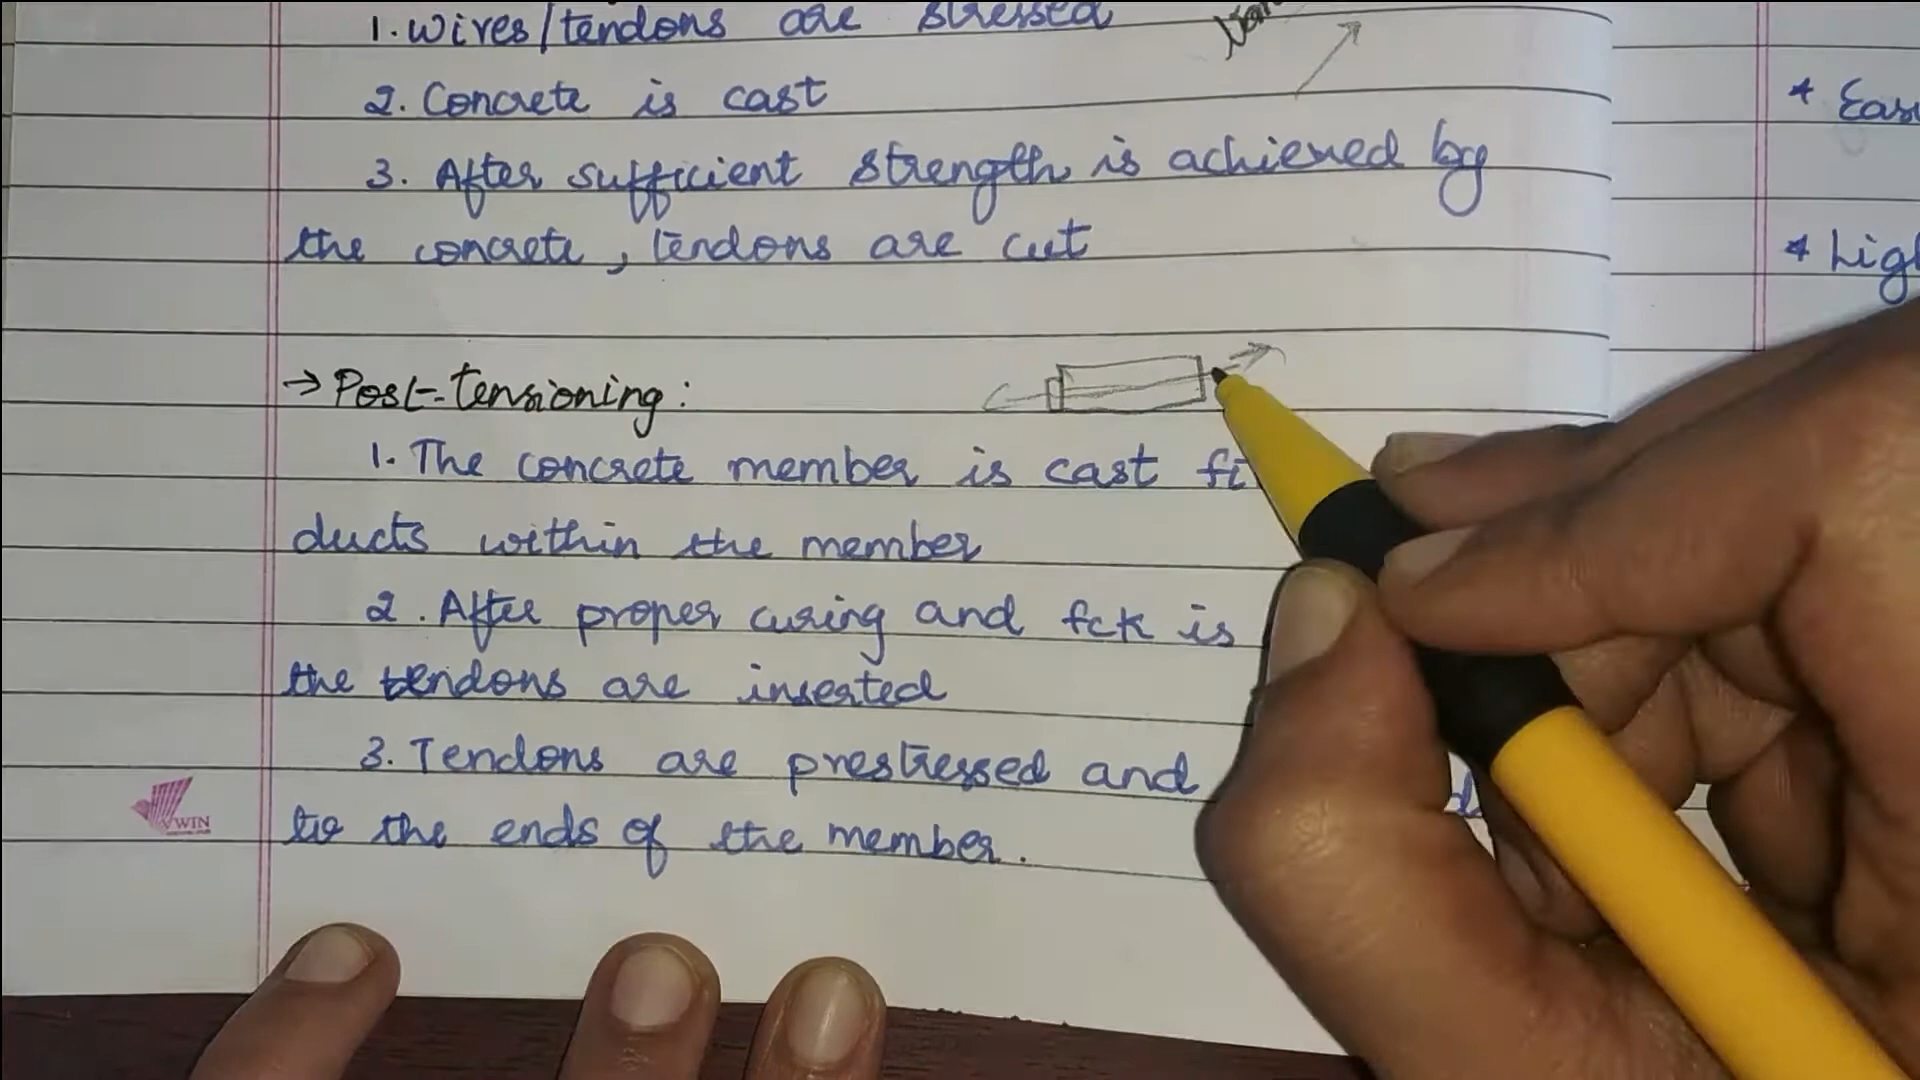 1. Wires/tendons are stressed
2. Concrete is cast
3. After sufficient strength is achieved by
the concrete, tendons are cut
→ Post-tensioning:
1. The concrete member is cast
ducts within the member
2. After proper curing and fck is
the tendons are inserted
3. Tendons are prestressed and
to the ends of the member.
WIN
*
*